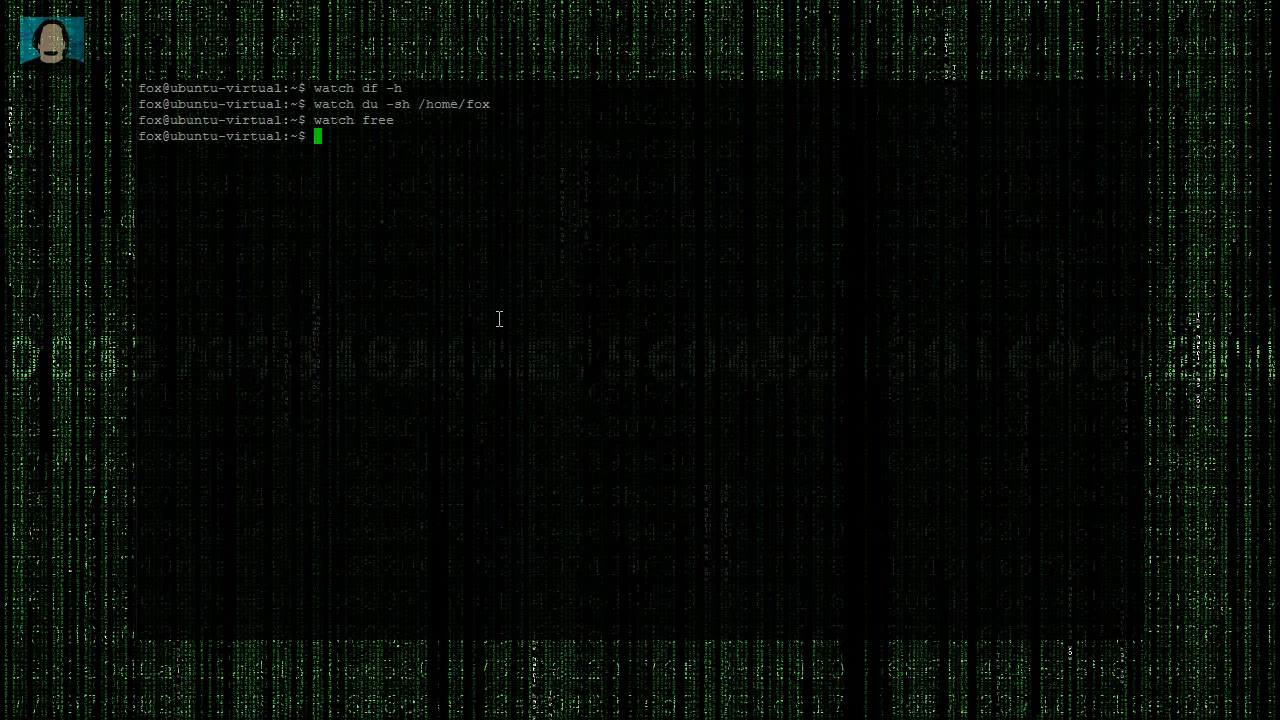 fox@ubuntu-virtual:~$ watch df -h
fox@ubuntu-virtual:~$ watch du -sh /home/fox
fox@ubuntu-virtual:~$ watch free
fox@ubuntu-virtual:~$